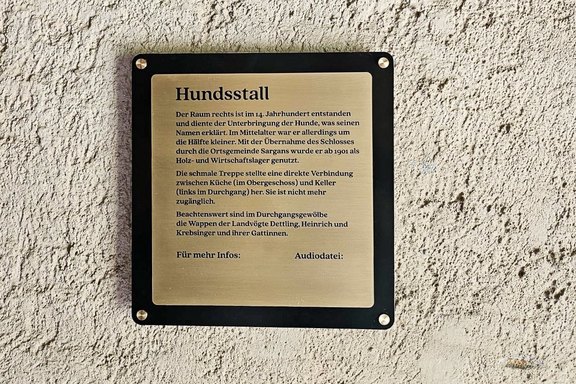 Hundsstall
Der Raum rechts ist im 14. Jahrhundert entstanden
und diente der Unterbringung der Hunde, was seinen
Namen erklärt. Im Mittelalter war er allerdings um
die Hälfte kleiner. Mit der Übernahme des Schlosses
durch die Ortsgemeinde Sargans wurde er ab 1901 als
Holz- und Wirtschaftslager genutzt.
Die schmale Treppe stellte eine direkte Verbindung
zwischen Küche (im Obergeschoss) und Keller
(links im Durchgang) her. Sie ist nicht mehr
zugänglich.
Beachtenswert sind im Durchgangsgewölbe
die Wappen der Landvögte Dettling, Heinrich und
Krebsinger und ihrer Gattinnen.
Für mehr Infos: Audiodatei: